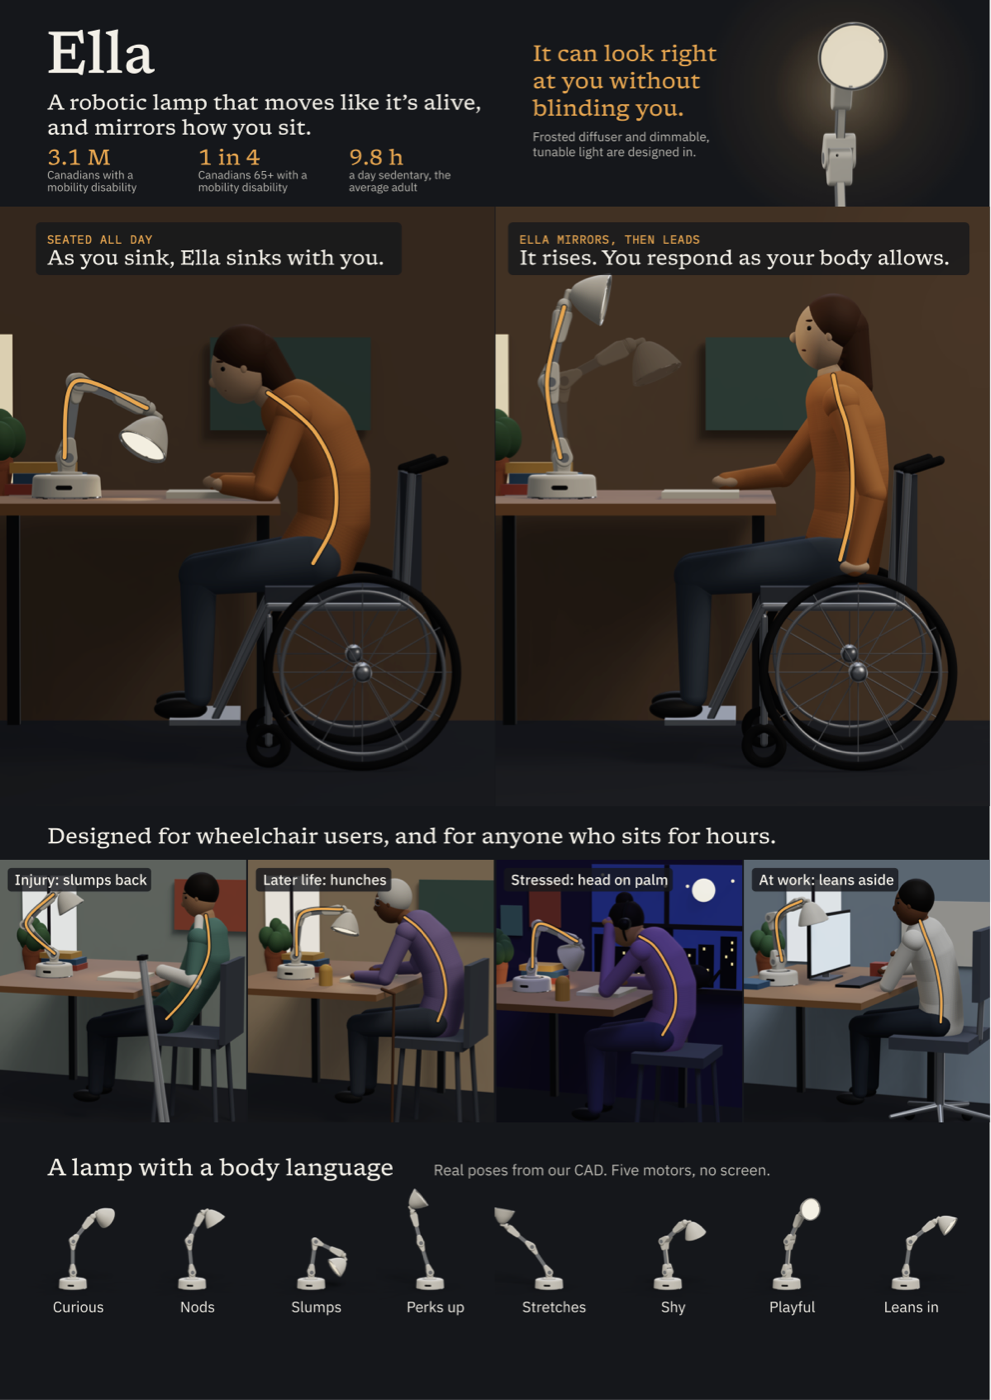 Ella
A robotic lamp that moves like it’s alive,
and mirrors how you sit.
3.1 M
Canadians with a
mobility disability
1 in 4
Canadians 65+ with a
mobility disability
9.8 h
a day sedentary, the
average adult
It can look right
at you without
blinding you.
Frosted diffuser and dimmable,
tunable light are designed in.
SEATED ALL DAY
As you sink, Ella sinks with you.
ELLA MIRRORS, THEN LEADS
It rises. You respond as your body allows.
Designed for wheelchair users, and for anyone who sits for hours.
Injury: slumps back
Later life: hunches
Stressed: head on palm
At work: leans aside
A lamp with a body language
Real poses from our CAD. Five motors, no screen.
Curious
Nods
Slumps
Perks up
Stretches
Shy
Playful
Leans in